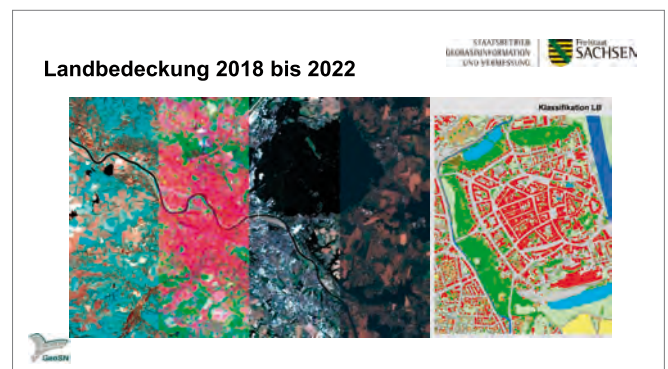 STAATSBETRIEB
GEOBASISINFORMATION
UND VERMESSUNG
Freistaat
SACHSEN
Landbedeckung 2018 bis 2022
Klassifikation LB
GeoSN